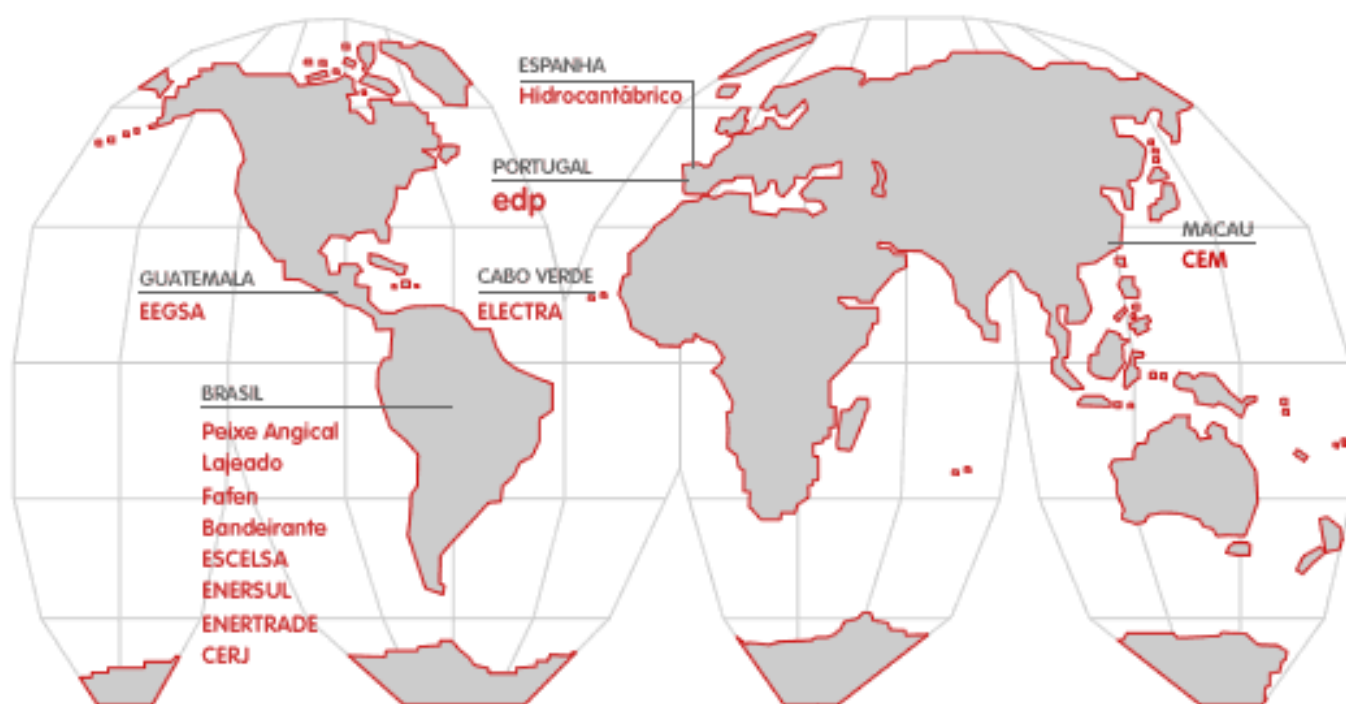 ESPANHA
Hidrocantábrico
PORTUGAL
edp
MACAU
CEM
GUATEMALA
EEGSA
CABO VERDE
ELECTRA
BRASIL
Peixe Angical
Lajeado
Fafen
Bandeirante
ESCELSA
ENERSUL
ENERTRADE
CERJ